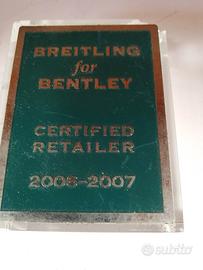 BREITLING
for
BENTLEY
CERTIFIED
RETAILER
2006-2007
subito